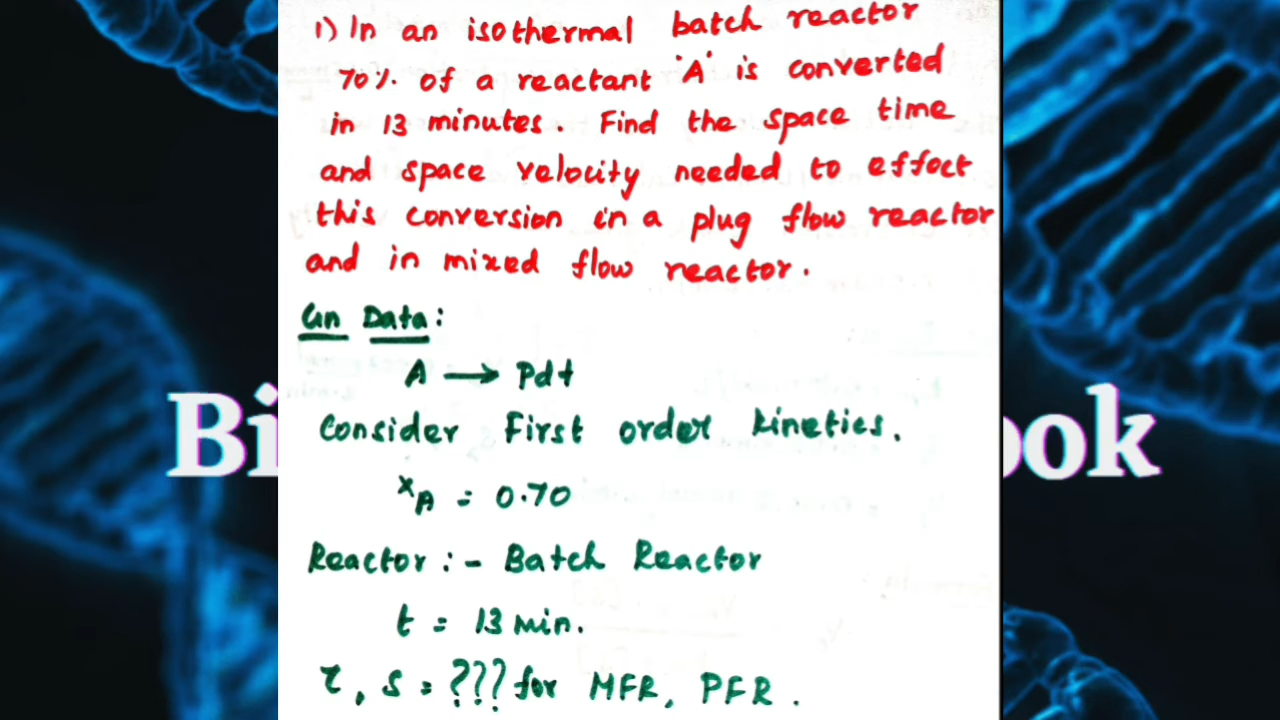 1) In an isothermal batch reactor
70%. of a reactant 'A' is converted
in 13 minutes. Find the space time
and space velocity needed to effect
this conversion in a plug flow reactor
and in mixed flow reactor.
Gn Data:
A → Pdt
Consider First order kinetics.
xA = 0.70
Reactor :- Batch Reactor
t = 13 min.
τ, s = ??? for MFR, PFR.
Bi
ook